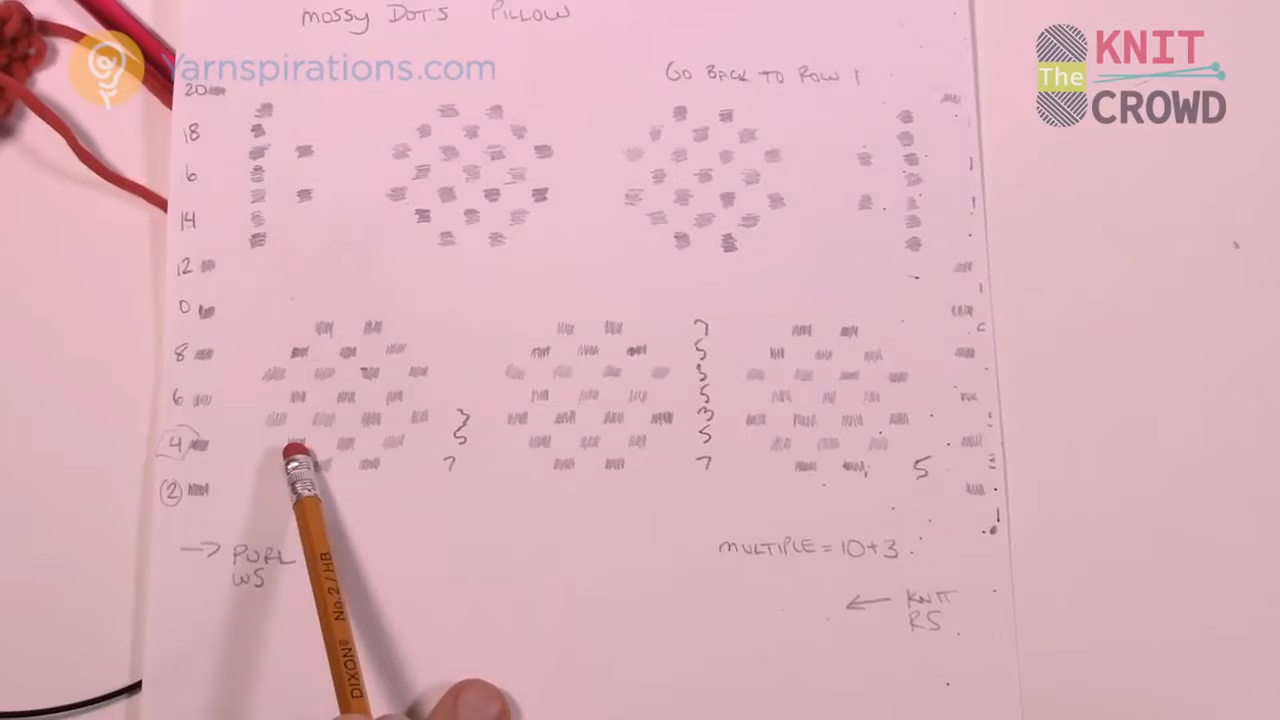 MOSSY DOTS PILLOW
Yarnspirations.com
The KNIT CROWD
GO BACK TO ROW 1
20
18
6
14
12
0
8
6
4
2
7
5
3
5
3
5
7
3
5
7
5
MULTIPLE = 10+3
→ PURL
WS
← KNIT
RS
DIXON® No.2/HB